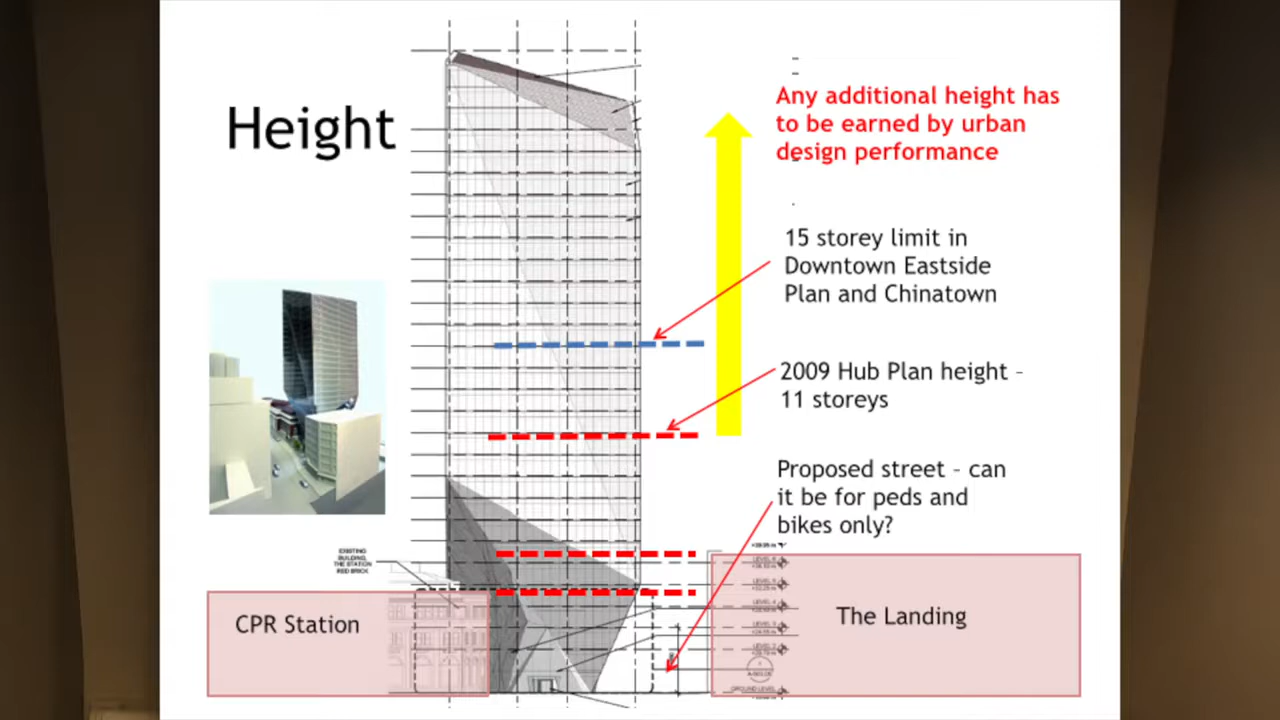 Height
Any additional height has
to be earned by urban
design performance
15 storey limit in
Downtown Eastside
Plan and Chinatown
2009 Hub Plan height –
11 storeys
Proposed street – can
it be for peds and
bikes only?
EXISTING
BUILDING,
THE STATION
RED BRICK
CPR Station
The Landing
GROUND LEVEL